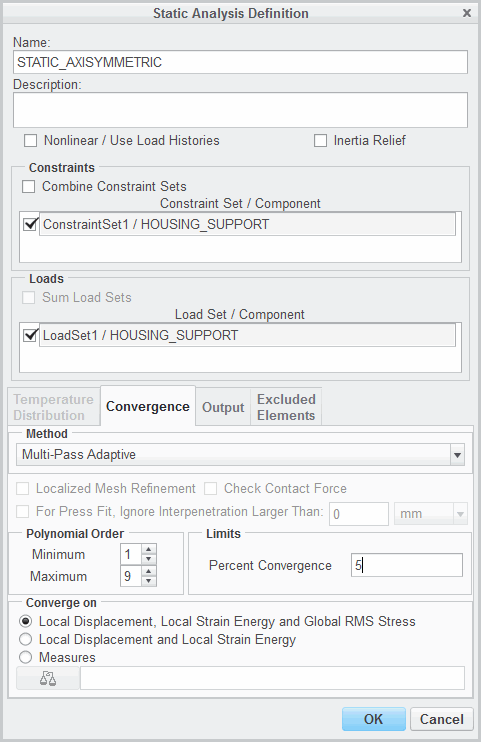 Static Analysis Definition
Name:
STATIC_AXISYMMETRIC
Description:
Nonlinear / Use Load Histories
Inertia Relief
Constraints
Combine Constraint Sets
Constraint Set / Component
ConstraintSet1 / HOUSING_SUPPORT
Loads
Sum Load Sets
Load Set / Component
LoadSet1 / HOUSING_SUPPORT
Temperature
Distribution
Convergence
Output
Excluded
Elements
Method
Multi-Pass Adaptive
Localized Mesh Refinement
Check Contact Force
For Press Fit, Ignore Interpenetration Larger Than:
0
mm
Polynomial Order
Minimum
1
Maximum
9
Limits
Percent Convergence
5
Converge on
Local Displacement, Local Strain Energy and Global RMS Stress
Local Displacement and Local Strain Energy
Measures
OK
Cancel